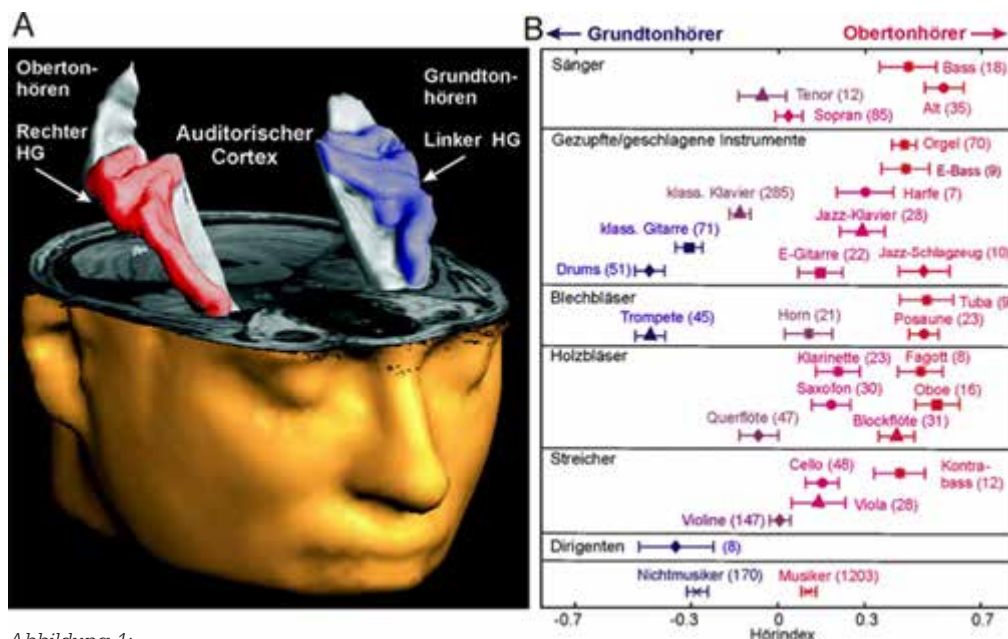 A
Oberton-
hören
Rechter
HG
Auditorischer
Cortex
Grundton-
hören
Linker HG
B
Grundtonhörer
Obertonhörer
Sänger
Bass (18)
Tenor (12)
Alt (35)
Sopran (85)
Gezupfte/geschlagene Instrumente
Orgel (70)
E-Bass (9)
klass. Klavier (285)
Harfe (7)
Jazz-Klavier (28)
klass. Gitarre (71)
E-Gitarre (22)
Jazz-Schlagzeug (10)
Drums (51)
Blechbläser
Tuba (9
Trompete (45)
Horn (21)
Posaune (23)
Holzbläser
Klarinette (23)
Fagott (8)
Saxofon (30)
Oboe (16)
Querflöte (47)
Blockflöte (31)
Streicher
Cello (48)
Kontra-
bass (12)
Viola (28)
Violine (147)
Dirigenten
(8)
Nichtmusiker (170)
Musiker (1203)
-0.7
-0.3
0
0.3
0.7
Hörindex
Abbildung 1: